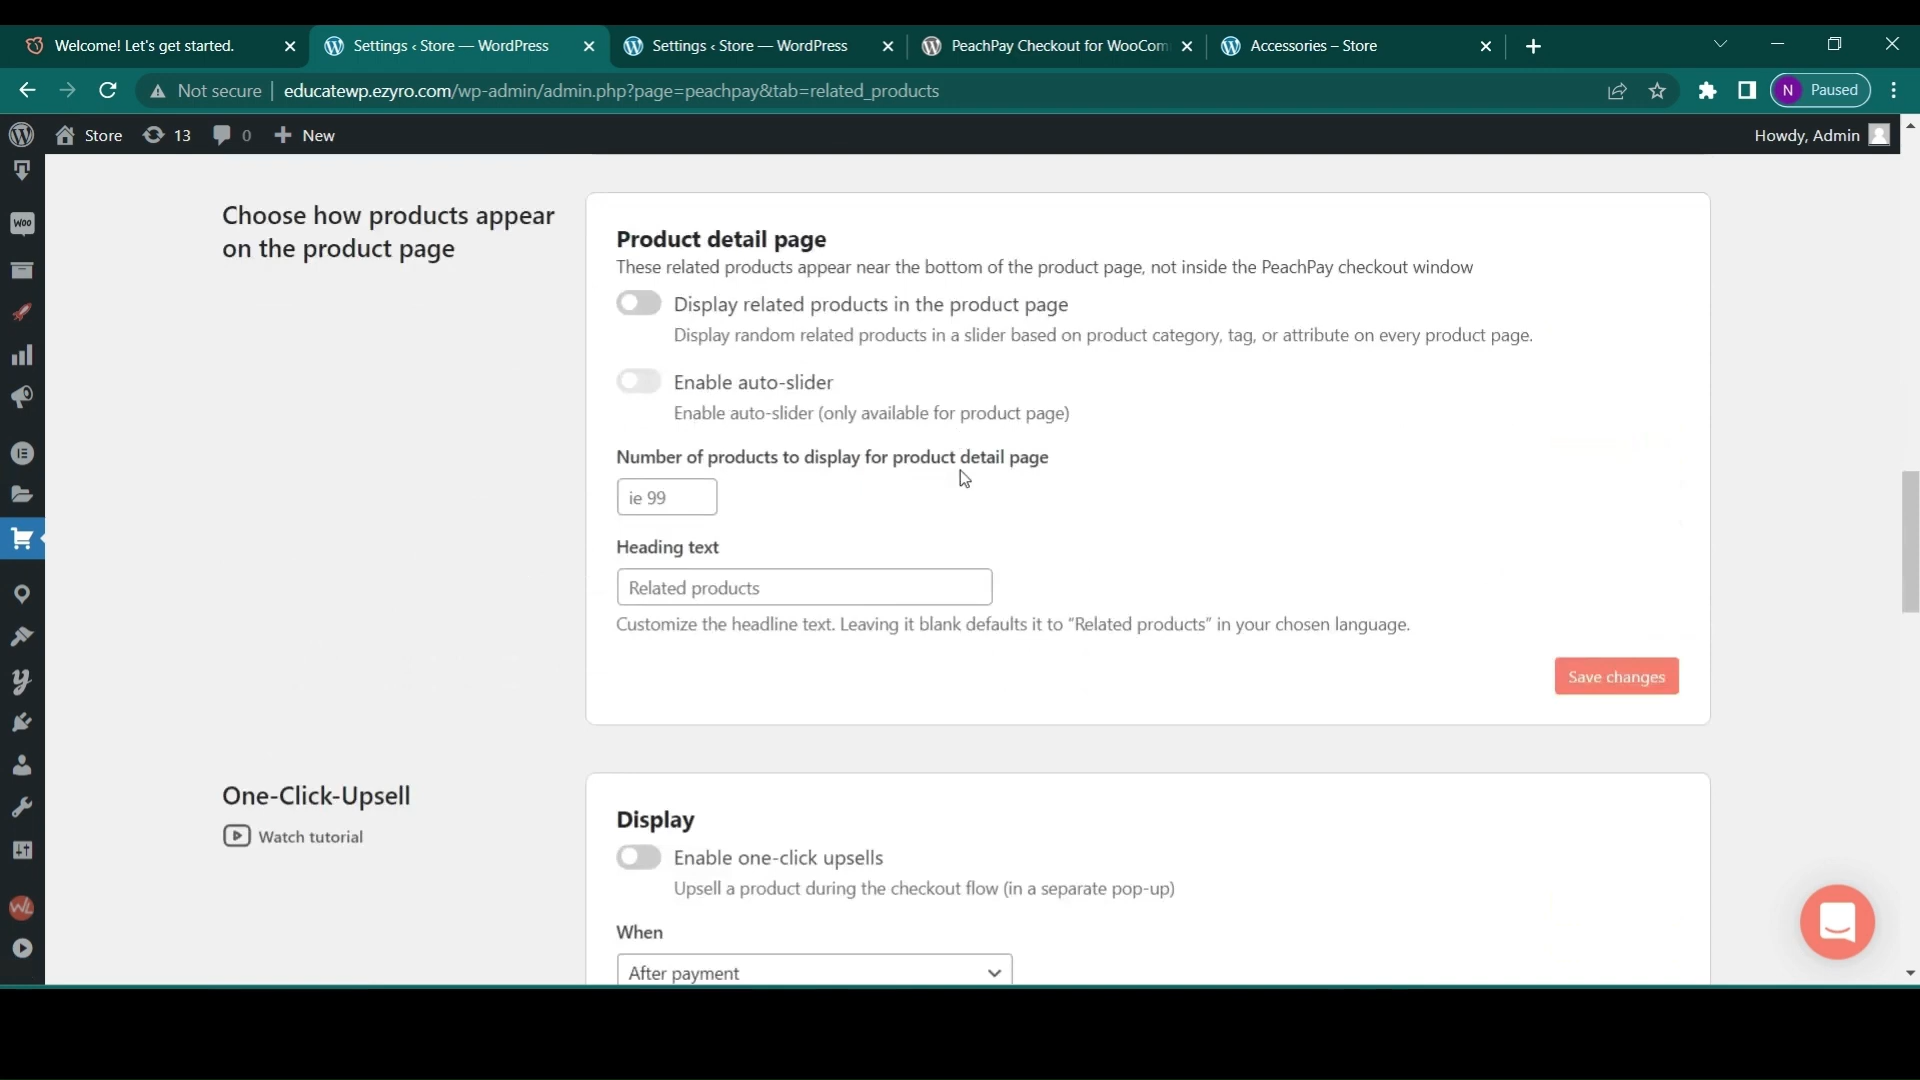 Welcome! Let's get started.
Settings ‹ Store — WordPress
Settings ‹ Store — WordPress
PeachPay Checkout for WooCom
Accessories – Store
Not secure
educatewp.ezyro.com/wp-admin/admin.php?page=peachpay&tab=related_products
N
Paused
Store
13
0
New
Howdy, Admin
Woo
Choose how products appear
on the product page
Product detail page
These related products appear near the bottom of the product page, not inside the PeachPay checkout window
Display related products in the product page
Display random related products in a slider based on product category, tag, or attribute on every product page.
Enable auto-slider
Enable auto-slider (only available for product page)
Number of products to display for product detail page
ie 99
Heading text
Related products
Customize the headline text. Leaving it blank defaults it to "Related products" in your chosen language.
Save changes
One-Click-Upsell
Watch tutorial
Display
Enable one-click upsells
Upsell a product during the checkout flow (in a separate pop-up)
When
After payment